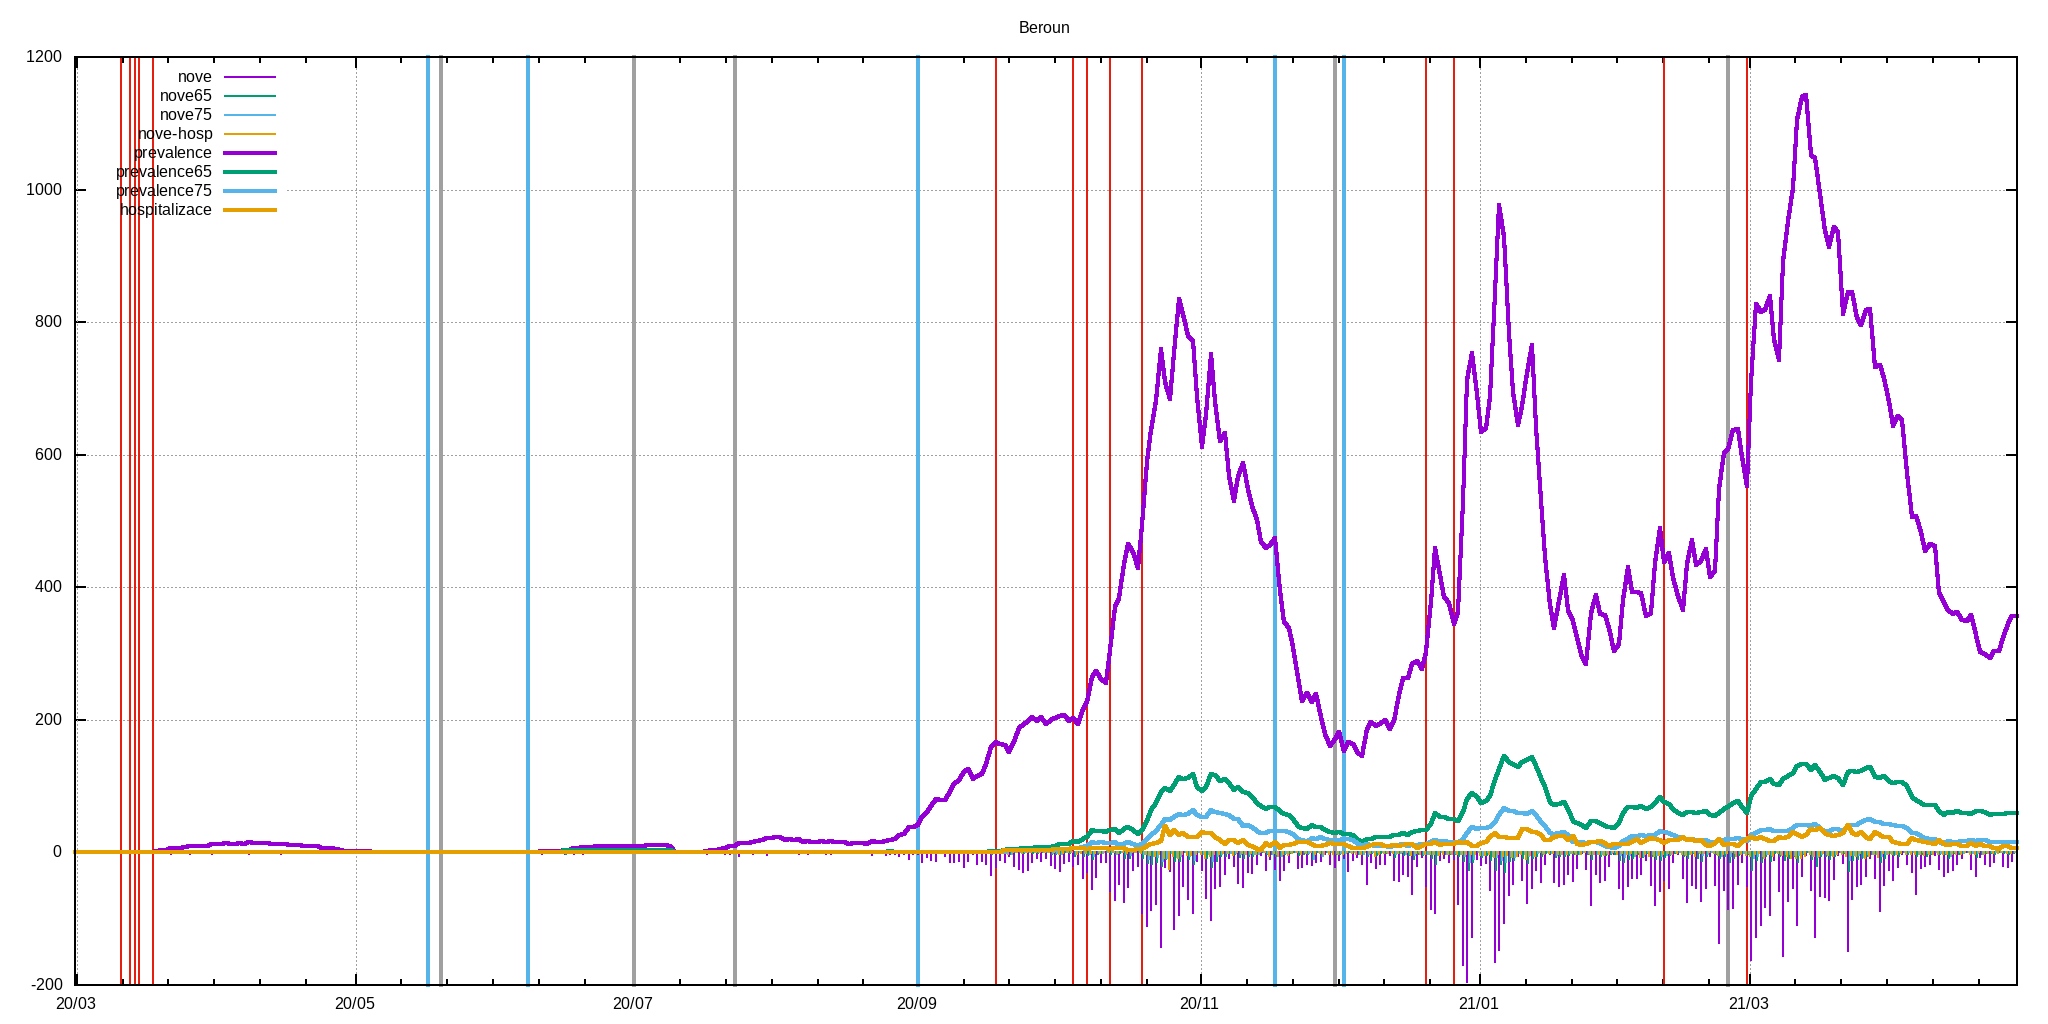 Beroun
1200
nove
nove65
nove75
nove-hosp
prevalence
prevalence65
1000
prevalence75
hospitalizace
800
600
400
200
0
-200
20/03 20/05 20/07 20/09 20/11 21/01 21/03